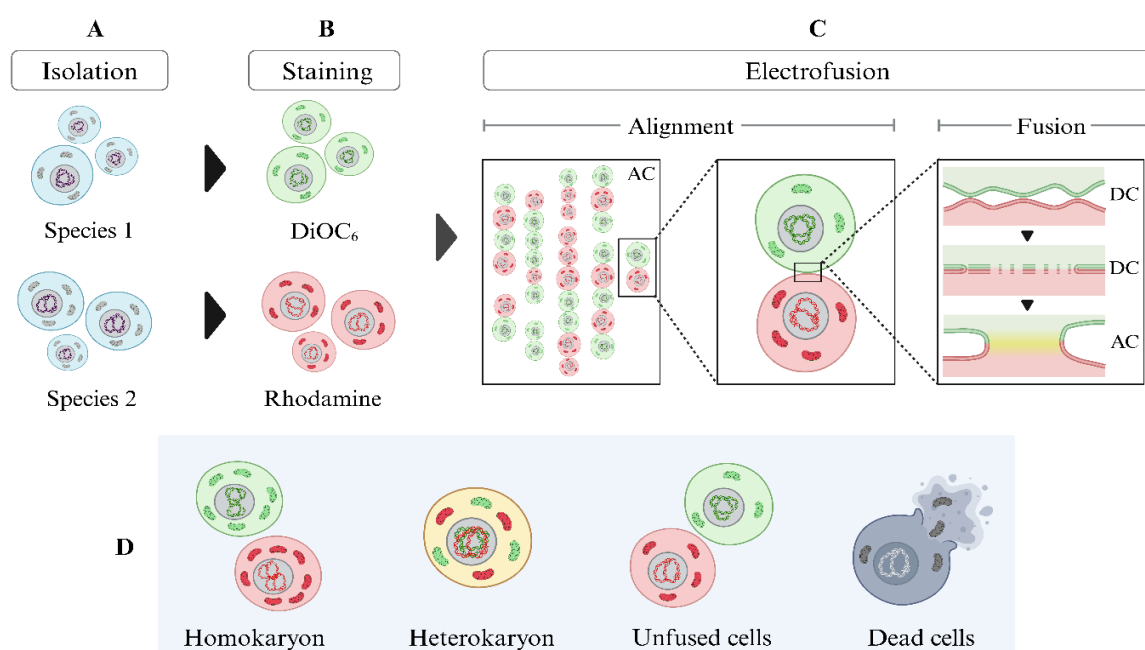 A
B
C
Isolation
Staining
Electrofusion
Alignment
Fusion
AC
DC
DC
AC
Species 1
DiOC₆
Species 2
Rhodamine
D
Homokaryon
Heterokaryon
Unfused cells
Dead cells